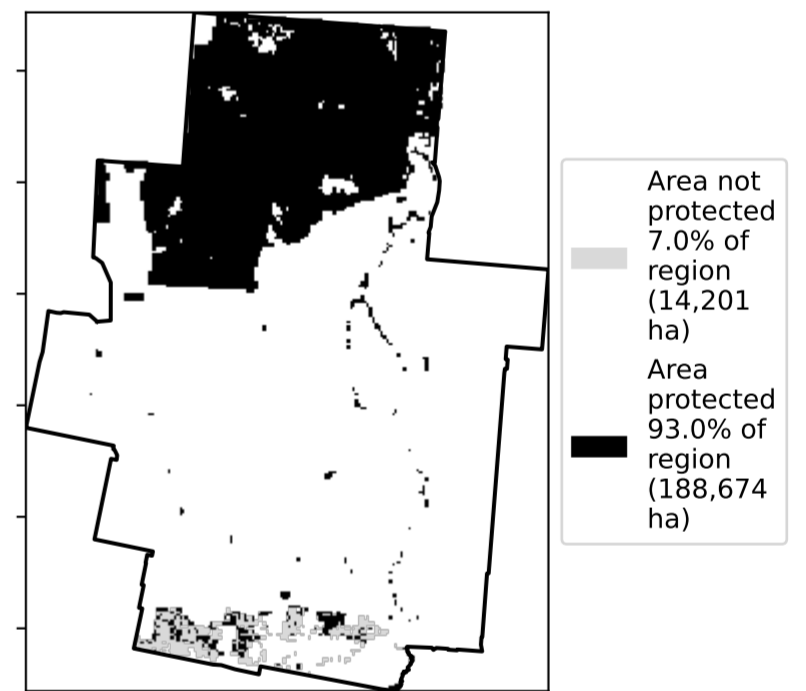 Area not
protected
7.0% of
region
(14,201
ha)
Area
protected
93.0% of
region
(188,674
ha)